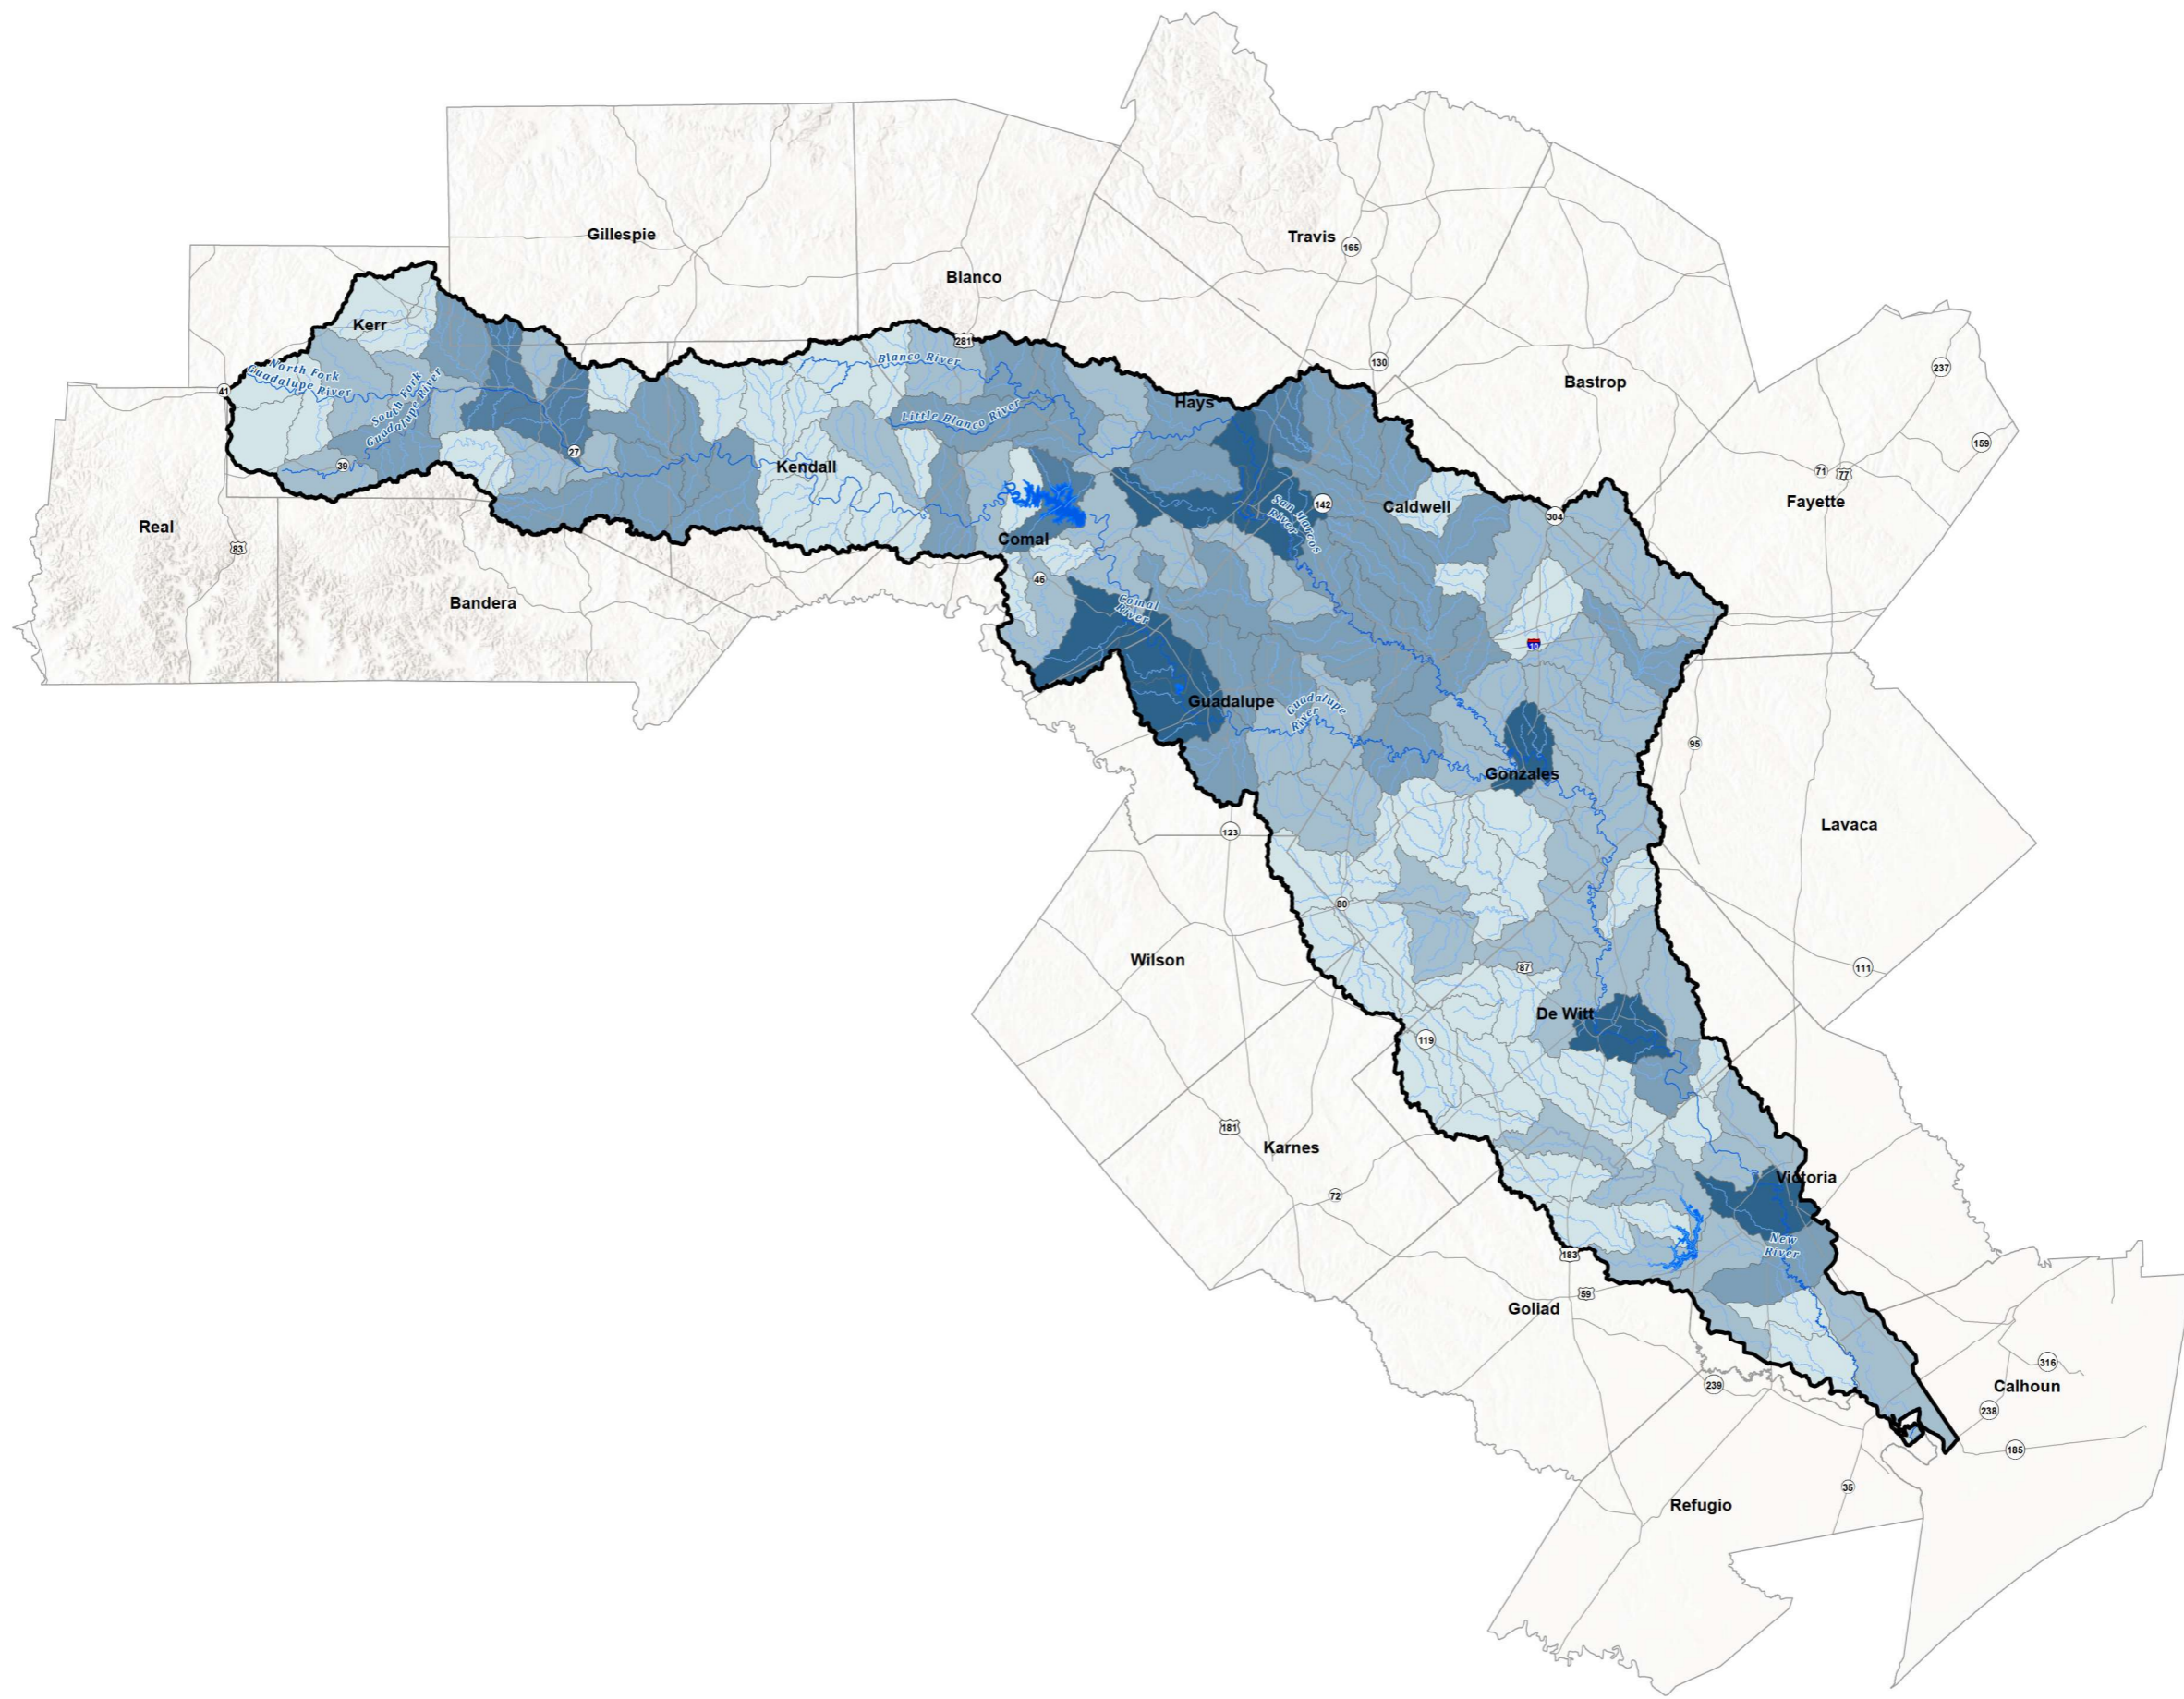 Gillespie
Travis
165
Blanco
Kerr
281
130
237
North Fork
Guadalupe River
Blanco River
41
South Fork
Guadalupe River
Bastrop
Hays
Little Blanco River
159
27
39
Kendall
71
77
142
Caldwell
Fayette
San Marcos
River
304
Real
83
Comal
46
Bandera
Comal
River
10
Guadalupe
Guadalupe
River
95
Gonzales
123
Lavaca
80
Wilson
87
111
De Witt
119
181
Karnes
72
Victoria
New
River
183
59
Goliad
316
239
Calhoun
238
185
35
Refugio